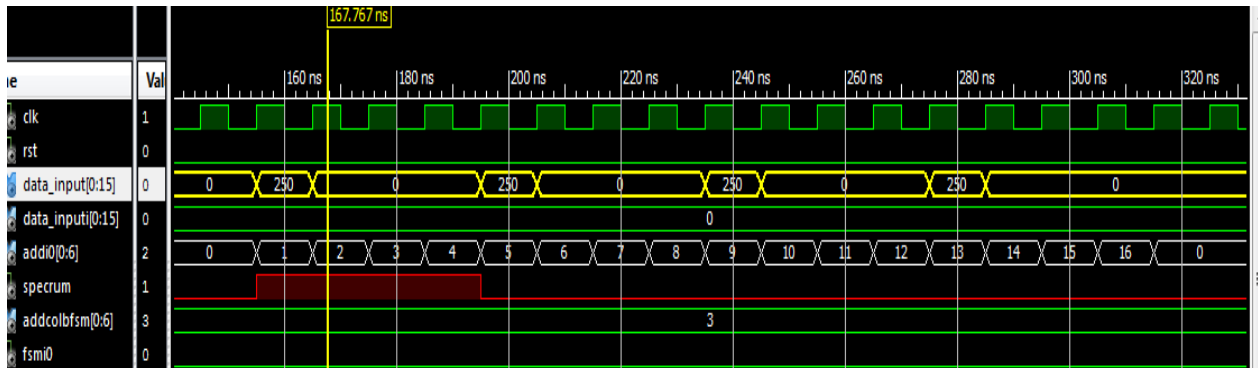 167.767 ns
160 ns 180 ns 200 ns 220 ns 240 ns 260 ns 280 ns 300 ns 320 ns
ne Val
clk 1
rst 0
data_input[0:15] 0 0 250 0 250 0 250 0 250 0
data_inputi[0:15] 0 0
addi0[0:6] 2 0 1 2 3 4 5 6 7 8 9 10 11 12 13 14 15 16 0
specrum 1
addcolbfsm[0:6] 3 3
fsmi0 0